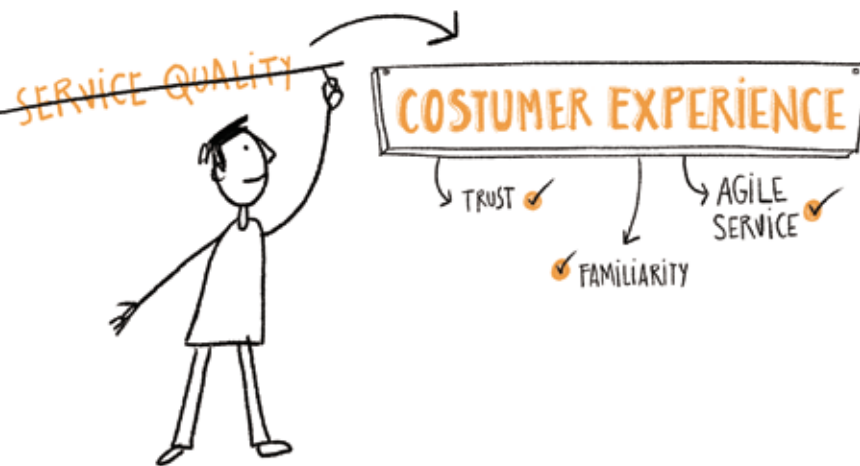 SERVICE QUALITY
COSTUMER EXPERIENCE
TRUST
AGILE
SERVICE
FAMILIARITY